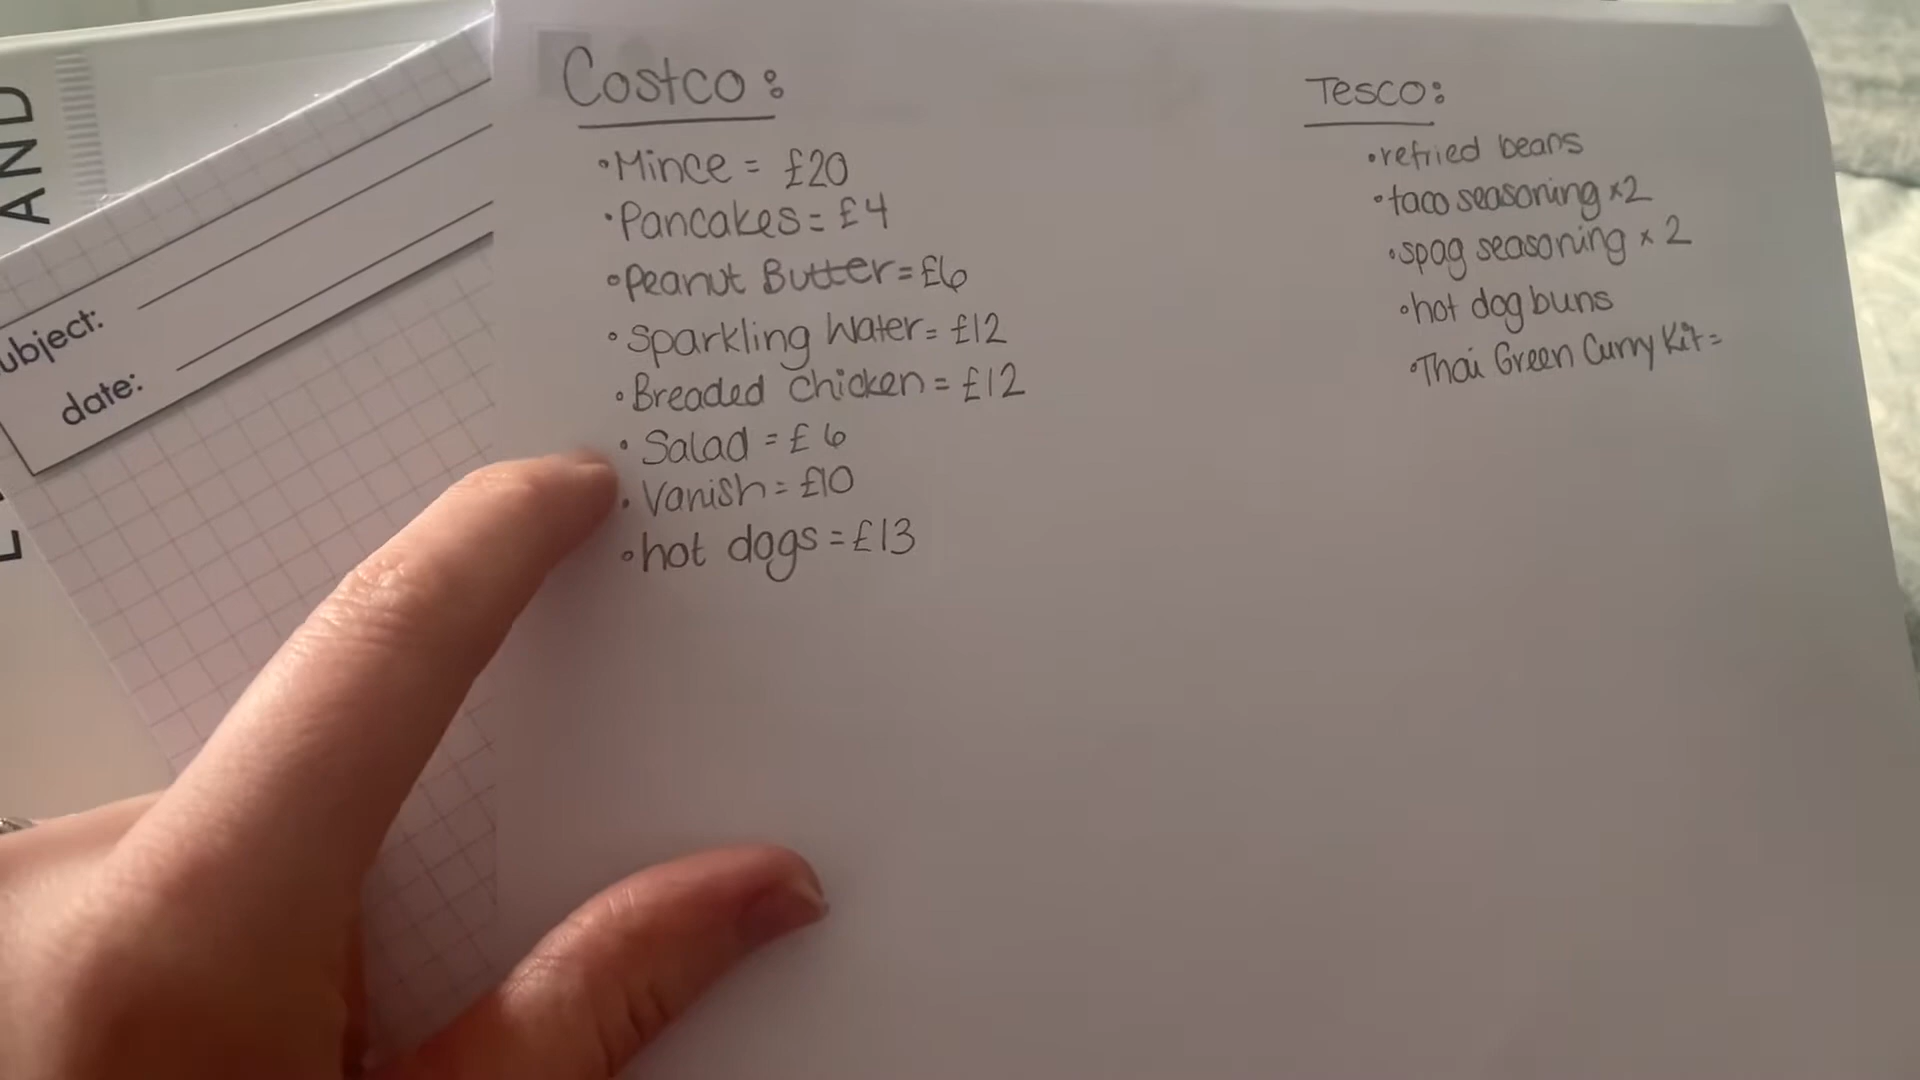 AND
ubject:
date:
Costco:
•Mince = £20
•Pancakes = £4
•Peanut Butter = £6
•Sparkling Water = £12
•Breaded Chicken = £12
•Salad = £6
•Vanish = £10
•hot dogs = £13
Tesco:
•refried beans
•taco seasoning x2
•spag seasoning x 2
•hot dog buns
•Thai Green Curry Kit =